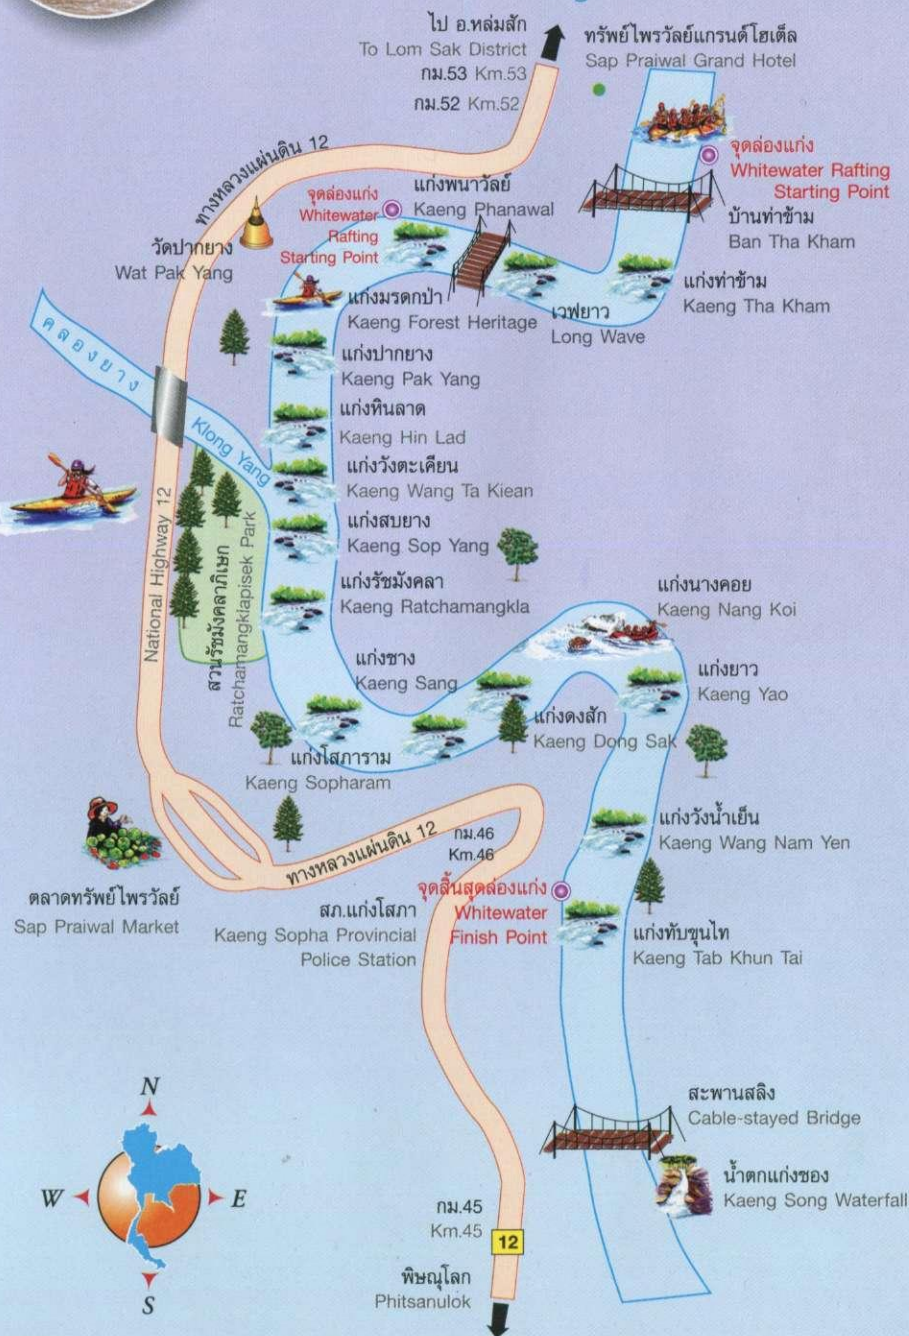 ไป อ.หล่มสัก
To Lom Sak District
กม.53 Km.53
กม.52 Km.52
ทรัพย์ไพรวัลย์แกรนด์โฮเต็ล
Sap Praiwal Grand Hotel
จุดล่องแก่ง
Whitewater Rafting
Starting Point
บ้านท่าข้าม
Ban Tha Kham
ทางหลวงแผ่นดิน 12
จุดล่องแก่ง
Whitewater
Rafting
Starting Point
แก่งพนาวัลย์
Kaeng Phanawal
วัดปากยาง
Wat Pak Yang
แก่งท่าข้าม
Kaeng Tha Kham
เวฟยาว
Long Wave
แก่งมรดกป่า
Kaeng Forest Heritage
คลองยาง
Klong Yang
แก่งปากยาง
Kaeng Pak Yang
แก่งหินลาด
Kaeng Hin Lad
แก่งวังตะเคียน
Kaeng Wang Ta Kiean
แก่งสบยาง
Kaeng Sop Yang
แก่งรัชมังคลา
Kaeng Ratchamangkla
National Highway 12
สวนรัชมังคลาภิเษก
Ratchamangklapisek Park
แก่งนางคอย
Kaeng Nang Koi
แก่งซาง
Kaeng Sang
แก่งยาว
Kaeng Yao
แก่งดงสัก
Kaeng Dong Sak
แก่งโสภาราม
Kaeng Sopharam
ทางหลวงแผ่นดิน 12
กม.46
Km.46
แก่งวังน้ำเย็น
Kaeng Wang Nam Yen
ตลาดทรัพย์ไพรวัลย์
Sap Praiwal Market
สภ.แก่งโสภา
Kaeng Sopha Provincial
Police Station
จุดสิ้นสุดล่องแก่ง
Whitewater
Finish Point
แก่งทับขุนไท
Kaeng Tab Khun Tai
สะพานสลิง
Cable-stayed Bridge
น้ำตกแก่งซอง
Kaeng Song Waterfall
N
W
E
S
กม.45
Km.45
12
พิษณุโลก
Phitsanulok